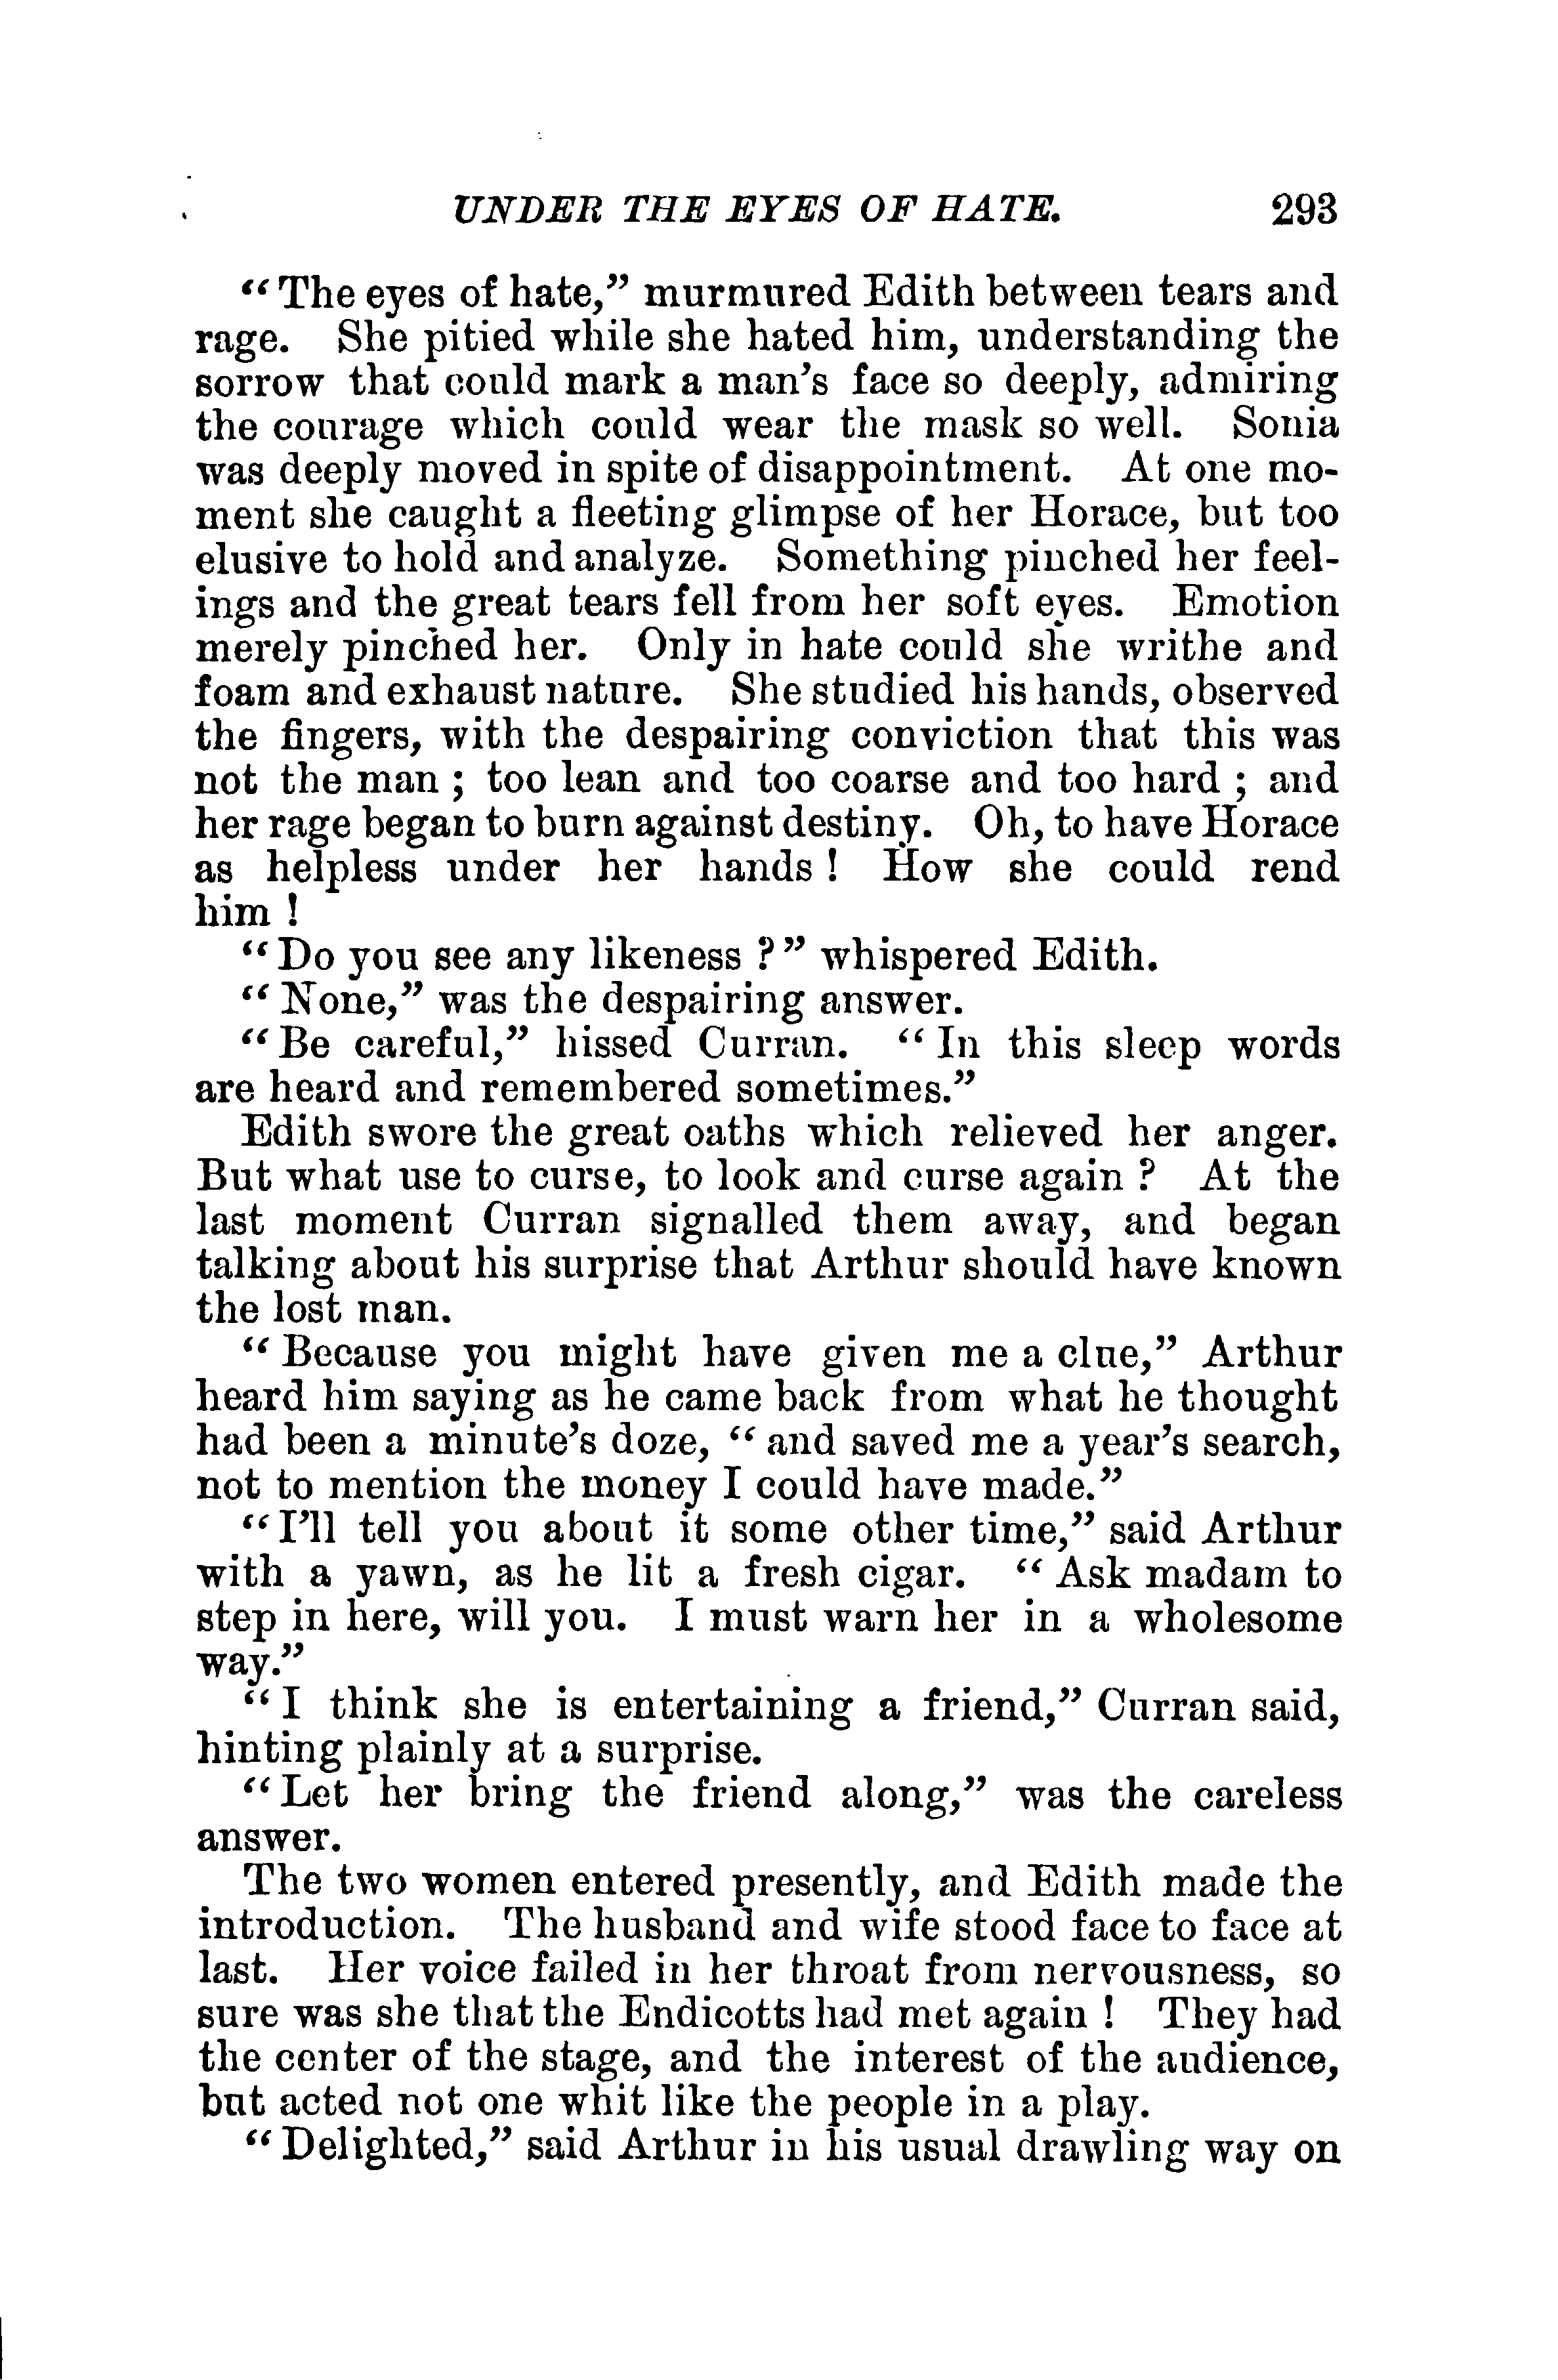 UNDER THE EYES OF HATE. 293
“The eyes of hate,” murmured Edith between tears and
rage. She pitied while she hated him, understanding the
sorrow that could mark a man’s face so deeply, admiring
the courage which could wear the mask so well. Sonia
was deeply moved in spite of disappointment. At one mo-
ment she caught a fleeting glimpse of her Horace, but too
elusive to hold and analyze. Something pinched her feel-
ings and the great tears fell from her soft eyes. Emotion
merely pinched her. Only in hate could she writhe and
foam and exhaust nature. She studied his hands, observed
the fingers, with the despairing conviction that this was
not the man ; too lean and too coarse and too hard ; and
her rage began to burn against destiny. Oh, to have Horace
as helpless under her hands ! How she could rend
him !
“Do you see any likeness ?” whispered Edith.
“None,” was the despairing answer.
“Be careful,” hissed Curran. “In this sleep words
are heard and remembered sometimes.”
Edith swore the great oaths which relieved her anger.
But what use to curse, to look and curse again ? At the
last moment Curran signalled them away, and began
talking about his surprise that Arthur should have known
the lost man.
“Because you might have given me a clue,” Arthur
heard him saying as he came back from what he thought
had been a minute’s doze, “and saved me a year’s search,
not to mention the money I could have made.”
“I’ll tell you about it some other time,” said Arthur
with a yawn, as he lit a fresh cigar. “Ask madam to
step in here, will you. I must warn her in a wholesome
way.”
“I think she is entertaining a friend,” Curran said,
hinting plainly at a surprise.
“Let her bring the friend along,” was the careless
answer.
The two women entered presently, and Edith made the
introduction. The husband and wife stood face to face at
last. Her voice failed in her throat from nervousness, so
sure was she that the Endicotts had met again ! They had
the center of the stage, and the interest of the audience,
but acted not one whit like the people in a play.
“Delighted,” said Arthur in his usual drawling way on